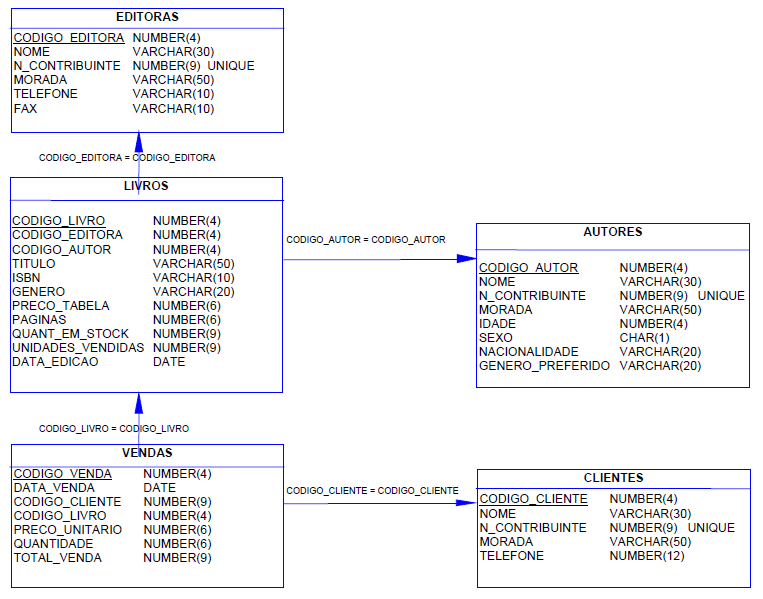 EDITORAS
CODIGO_EDITORA NUMBER(4)
NOME VARCHAR(30)
N_CONTRIBUINTE NUMBER(9) UNIQUE
MORADA VARCHAR(50)
TELEFONE VARCHAR(10)
FAX VARCHAR(10)
CODIGO_EDITORA = CODIGO_EDITORA
LIVROS
CODIGO_LIVRO NUMBER(4)
CODIGO_EDITORA NUMBER(4)
CODIGO_AUTOR NUMBER(4)
TITULO VARCHAR(50)
ISBN VARCHAR(10)
GENERO VARCHAR(20)
PRECO_TABELA NUMBER(6)
PAGINAS NUMBER(6)
QUANT_EM_STOCK NUMBER(9)
UNIDADES_VENDIDAS NUMBER(9)
DATA_EDICAO DATE
CODIGO_AUTOR = CODIGO_AUTOR
AUTORES
CODIGO_AUTOR NUMBER(4)
NOME VARCHAR(30)
N_CONTRIBUINTE NUMBER(9) UNIQUE
MORADA VARCHAR(50)
IDADE NUMBER(4)
SEXO CHAR(1)
NACIONALIDADE VARCHAR(20)
GENERO_PREFERIDO VARCHAR(20)
CODIGO_LIVRO = CODIGO_LIVRO
VENDAS
CODIGO_VENDA NUMBER(4)
DATA_VENDA DATE
CODIGO_CLIENTE NUMBER(9)
CODIGO_LIVRO NUMBER(4)
PRECO_UNITARIO NUMBER(6)
QUANTIDADE NUMBER(6)
TOTAL_VENDA NUMBER(9)
CODIGO_CLIENTE = CODIGO_CLIENTE
CLIENTES
CODIGO_CLIENTE NUMBER(4)
NOME VARCHAR(30)
N_CONTRIBUINTE NUMBER(9) UNIQUE
MORADA VARCHAR(50)
TELEFONE NUMBER(12)